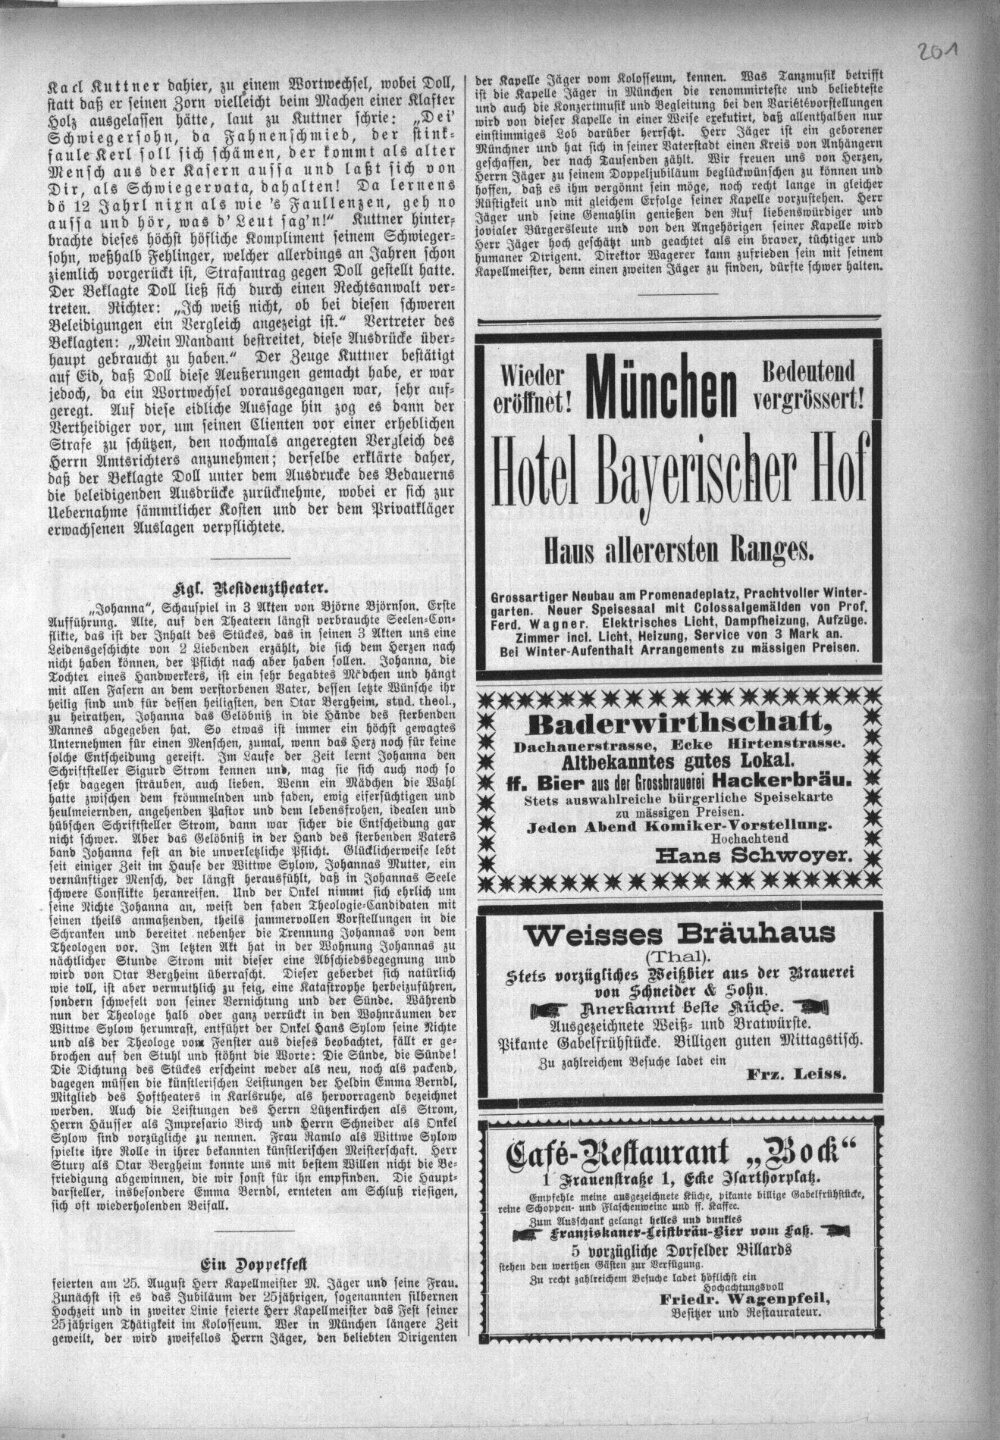 201
Karl Kuttner dahier, zu einem Wortwechsel, wobei Doll,
statt daß er seinen Zorn vielleicht beim Machen einer Klafter
Holz ausgelassen hätte, laut zu Kuttner schrie: „Dei'
Schwiegersohn, da Fahnenschmied, der stink-
faule Kerl soll sich schämen, der kommt als alter
Mensch aus der Kasern aussa und laßt sich von
Dir, als Schwiegervata, dahalten! Da lernens
dö 12 Jahrl nixn als wie 's Faullenzen, geh no
aussa und hör, was d' Leut sag'n!" Kuttner hinter-
brachte dieses höchst höfliche Kompliment seinem Schwieger-
sohn, weßhalb Fehlinger, welcher allerdings an Jahren schon
ziemlich vorgerückt ist, Strafantrag gegen Doll gestellt hatte.
Der Beklagte Doll ließ sich durch einen Rechtsanwalt ver-
treten. Richter: „Ich weiß nicht, ob bei diesen schweren
Beleidigungen ein Vergleich angezeigt ist." Vertreter des
Beklagten: „Mein Mandant bestreitet, diese Ausdrücke über-
haupt gebraucht zu haben." Der Zeuge Kuttner bestätigt
auf Eid, daß Doll diese Aeußerungen gemacht habe, er war
jedoch, da ein Wortwechsel vorausgegangen war, sehr auf-
geregt. Auf diese eidliche Aussage hin zog es dann der
Vertheidiger vor, um seinen Clienten vor einer erheblichen
Strafe zu schützen, den nochmals angeregten Vergleich des
Herrn Amtsrichters anzunehmen; derselbe erklärte daher,
daß der Beklagte Doll unter dem Ausdrucke des Bedauerns
die beleidigenden Ausdrücke zurücknehme, wobei er sich zur
Uebernahme sämmtlicher Kosten und der dem Privatkläger
erwachsenen Auslagen verpflichtete.
Kgl. Residenztheater.
„Johanna", Schauspiel in 3 Akten von Björne Björnson. Erste
Aufführung. Alte, auf den Theatern längst verbrauchte Seelen-Con-
flikte, das ist der Inhalt des Stückes, das in seinen 3 Akten uns eine
Leidensgeschichte von 2 Liebenden erzählt, die sich dem Herzen nach
nicht haben können, der Pflicht nach aber haben sollen. Johanna, die
Tochter eines Handwerkers, ist ein sehr begabtes Mädchen und hängt
mit allen Fasern an dem verstorbenen Vater, dessen letzte Wünsche ihr
heilig sind und für dessen heiligsten, den Otar Bergheim, stud. theol.,
zu heirathen, Johanna das Gelöbniß in die Hände des sterbenden
Mannes abgegeben hat. So etwas ist immer ein höchst gewagtes
Unternehmen für einen Menschen, zumal, wenn das Herz noch für keine
solche Entscheidung gereift. Im Laufe der Zeit lernt Johanna den
Schriftsteller Sigurd Strom kennen und, mag sie sich auch noch so
sehr dagegen sträuben, auch lieben. Wenn ein Mädchen die Wahl
hatte zwischen dem frömmelnden und faden, ewig eifersüchtigen und
heulmeiernden, angehenden Pastor und dem lebensfrohen, idealen und
hübschen Schriftsteller Strom, dann war sicher die Entscheidung gar
nicht schwer. Aber das Gelöbniß in der Hand des sterbenden Vaters
band Johanna fest an die unverletzliche Pflicht. Glücklicherweise lebt
seit einiger Zeit im Hause der Wittwe Sylow, Johannas Mutter, ein
vernünftiger Mensch, der längst herausfühlt, daß in Johannas Seele
schwere Conflikte heranreifen. Und der Onkel nimmt sich ehrlich um
seine Nichte Johanna an, weist den faden Theologie-Candidaten mit
seinen theils anmaßenden, theils jammervollen Vorstellungen in die
Schranken und bereitet nebenher die Trennung Johannas von dem
Theologen vor. Im letzten Akt hat in der Wohnung Johannas zu
nächtlicher Stunde Strom mit dieser eine Abschiedsbegegnung und
wird von Otar Bergheim überrascht. Dieser geberdet sich natürlich
wie toll, ist aber vermuthlich zu feig, eine Katastrophe herbeizuführen,
sondern schwefelt von seiner Vernichtung und der Sünde. Während
nun der Theologe halb oder ganz verrückt in den Wohnräumen der
Wittwe Sylow herumrast, entführt der Onkel Hans Sylow seine Nichte
und als der Theologe vom Fenster aus dieses beobachtet, fällt er ge-
brochen auf den Stuhl und stöhnt die Worte: Die Sünde, die Sünde!
Die Dichtung des Stückes erscheint weder als neu, noch als packend,
dagegen müssen die künstlerischen Leistungen der Heldin Emma Berndl,
Mitglied des Hoftheaters in Karlsruhe, als hervorragend bezeichnet
werden. Auch die Leistungen des Herrn Lützenkirchen als Strom,
Herrn Häusser als Impresario Birch und Herrn Schneider als Onkel
Sylow sind vorzügliche zu nennen. Frau Ramlo als Wittwe Sylow
spielte ihre Rolle in ihrer bekannten künstlerischen Meisterschaft. Herr
Stury als Otar Bergheim konnte uns mit bestem Willen nicht die Be-
friedigung abgewinnen, die wir sonst für ihn empfinden. Die Haupt-
darsteller, insbesondere Emma Berndl, ernteten am Schluß riesigen,
sich oft wiederholenden Beifall.
Ein Doppelfest
feierten am 25. August Herr Kapellmeister M. Jäger und seine Frau.
Zunächst ist es das Jubiläum der 25jährigen, sogenannten silbernen
Hochzeit und in zweiter Linie feierte Herr Kapellmeister das Fest seiner
25jährigen Thätigkeit im Kolosseum. Wer in München längere Zeit
geweilt, der wird zweifellos Herrn Jäger, den beliebten Dirigenten
der Kapelle Jäger vom Kolosseum, kennen. Was Tanzmusik betrifft
ist die Kapelle Jäger in München die renommirteste und beliebteste
und auch die Konzertmusik und Begleitung bei den Varistévorstellungen
wird von dieser Kapelle in einer Weise exekutirt, daß allenthalben nur
einstimmiges Lob darüber herrscht. Herr Jäger ist ein geborener
Münchner und hat sich in seiner Vaterstadt einen Kreis von Anhängern
geschaffen, der nach Tausenden zählt. Wir freuen uns von Herzen,
Herrn Jäger zu seinem Doppeljubiläum beglückwünschen zu können und
hoffen, daß es ihm vergönnt sein möge, noch recht lange in gleicher
Rüstigkeit und mit gleichem Erfolge seiner Kapelle vorzustehen. Herr
Jäger und seine Gemahlin genießen den Ruf liebenswürdiger und
jovialer Bürgersleute und von den Angehörigen seiner Kapelle wird
Herr Jäger hoch geschätzt und geachtet als ein braver, tüchtiger und
humaner Dirigent. Direktor Wagerer kann zufrieden sein mit seinem
Kapellmeister, denn einen zweiten Jäger zu finden, dürfte schwer halten.
Wieder eröffnet! München Bedeutend vergrössert!
Hotel Bayerischer Hof
Haus allerersten Ranges.
Grossartiger Neubau am Promenadeplatz, Prachtvoller Winter-
garten. Neuer Speisesaal mit Colossalgemälden von Prof.
Ferd. Wagner. Elektrisches Licht, Dampfheizung, Aufzüge.
Zimmer incl. Licht, Heizung, Service von 3 Mark an.
Bei Winter-Aufenthalt Arrangements zu mässigen Preisen.
Baderwirthschaft,
Dachauerstrasse, Ecke Hirtenstrasse.
Altbekanntes gutes Lokal.
ff. Bier aus der Grossbrauerei Hackerbräu.
Stets auswahlreiche bürgerliche Speisekarte
zu mässigen Preisen.
Jeden Abend Komiker-Vorstellung.
Hochachtend
Hans Schwoyer.
Weisses Bräuhaus
(Thal).
Stets vorzügliches Weißbier aus der Brauerei
von Schneider & Sohn.
Anerkannt beste Küche.
Ausgezeichnete Weiß- und Bratwürste.
Pikante Gabelfrühstücke. Billigen guten Mittagstisch.
Zu zahlreichem Besuche ladet ein
Frz. Leiss.
Café-Restaurant „Bock"
1 Frauenstraße 1, Ecke Isarthorplatz.
Empfehle meine ausgezeichnete Küche, pikante billige Gabelfrühstücke,
reine Schoppen- und Flaschenweine und ff. Kaffee.
Zum Ausschank gelangt helles und dunkles
Franziskaner-Leistbräu-Bier vom Faß.
5 vorzügliche Dorfelder Billards
stehen den werthen Gästen zur Verfügung.
Zu recht zahlreichem Besuche ladet höflichst ein
Hochachtungsvoll
Friedr. Wagenpfeil,
Besitzer und Restaurateur.